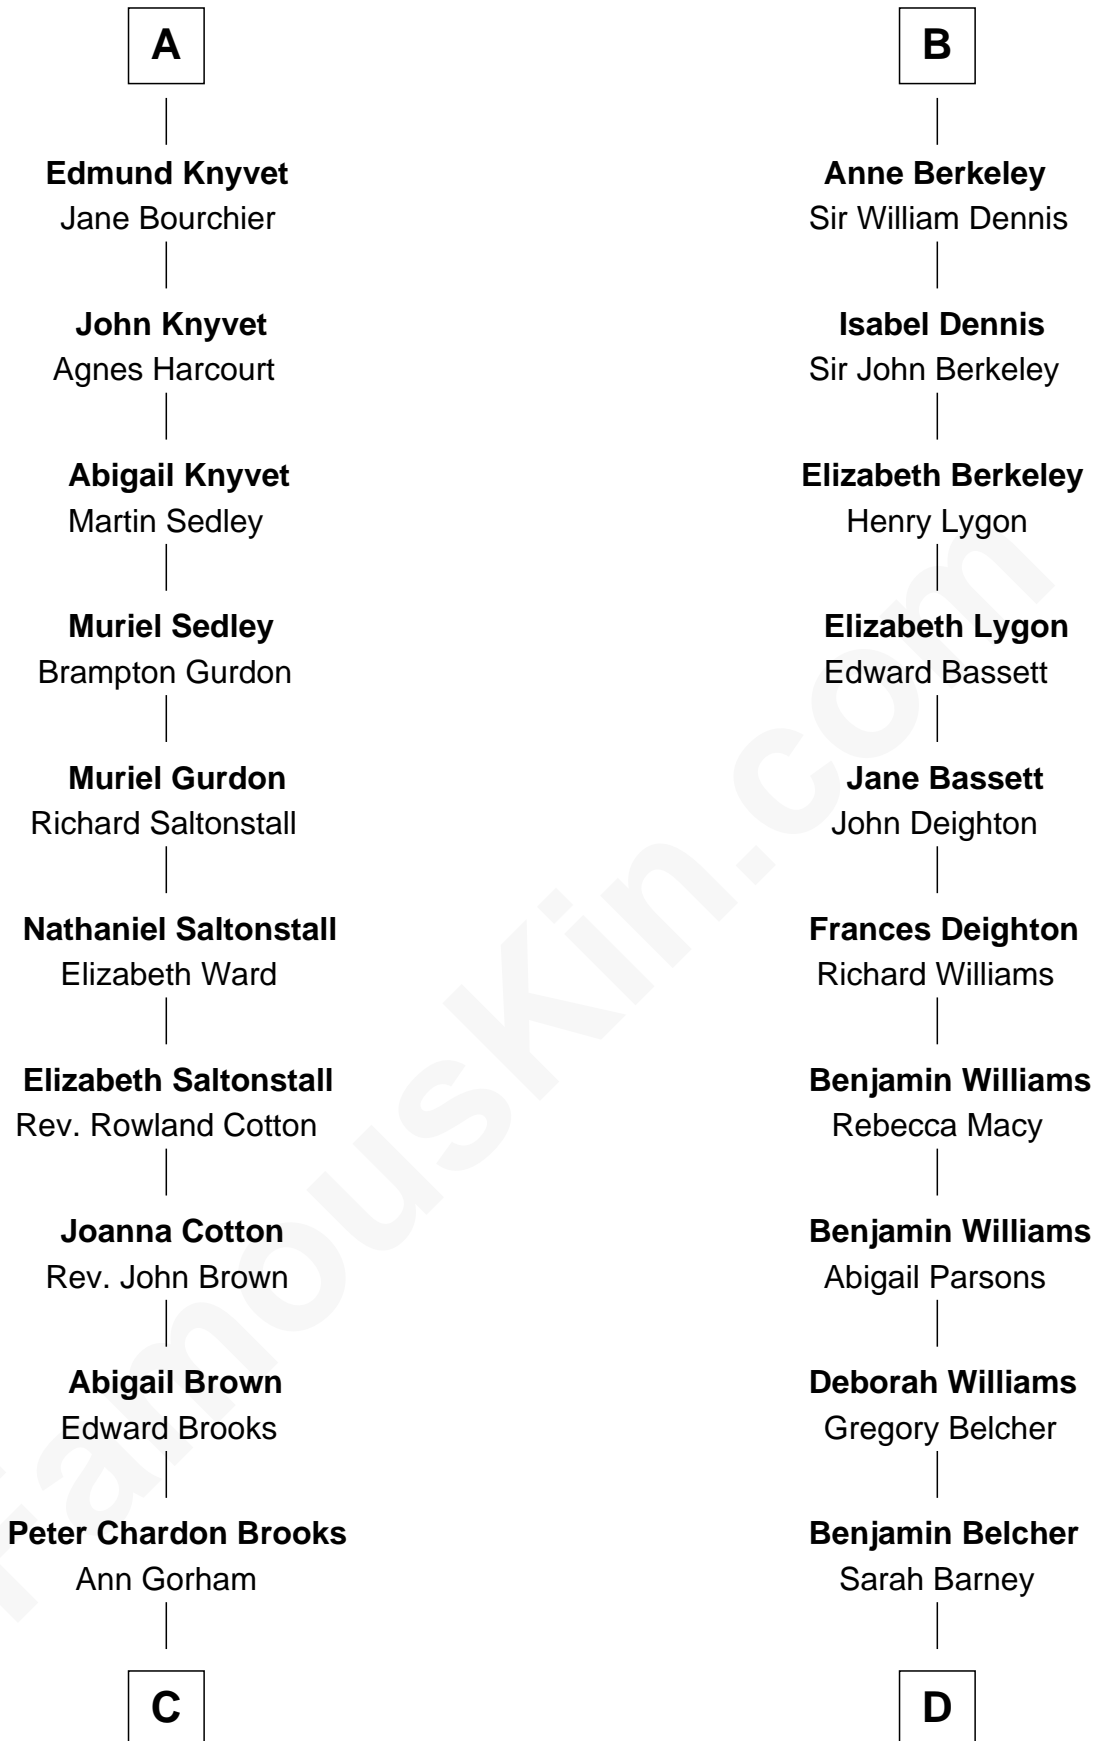 A
Edmund Knyvet
Jane Bourchier
John Knyvet
Agnes Harcourt
Abigail Knyvet
Martin Sedley
Muriel Sedley
Brampton Gurdon
Muriel Gurdon
Richard Saltonstall
Nathaniel Saltonstall
Elizabeth Ward
Elizabeth Saltonstall
Rev. Rowland Cotton
Joanna Cotton
Rev. John Brown
Abigail Brown
Edward Brooks
Peter Chardon Brooks
Ann Gorham
C
B
Anne Berkeley
Sir William Dennis
Isabel Dennis
Sir John Berkeley
Elizabeth Berkeley
Henry Lygon
Elizabeth Lygon
Edward Bassett
Jane Bassett
John Deighton
Frances Deighton
Richard Williams
Benjamin Williams
Rebecca Macy
Benjamin Williams
Abigail Parsons
Deborah Williams
Gregory Belcher
Benjamin Belcher
Sarah Barney
D
FamousKin.com